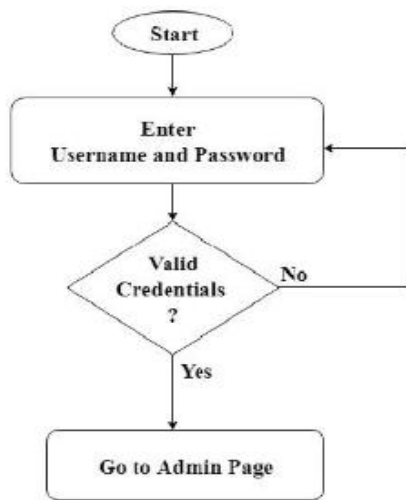 Start
Enter
Username and Password
Valid
Credentials
?
No
Yes
Go to Admin Page